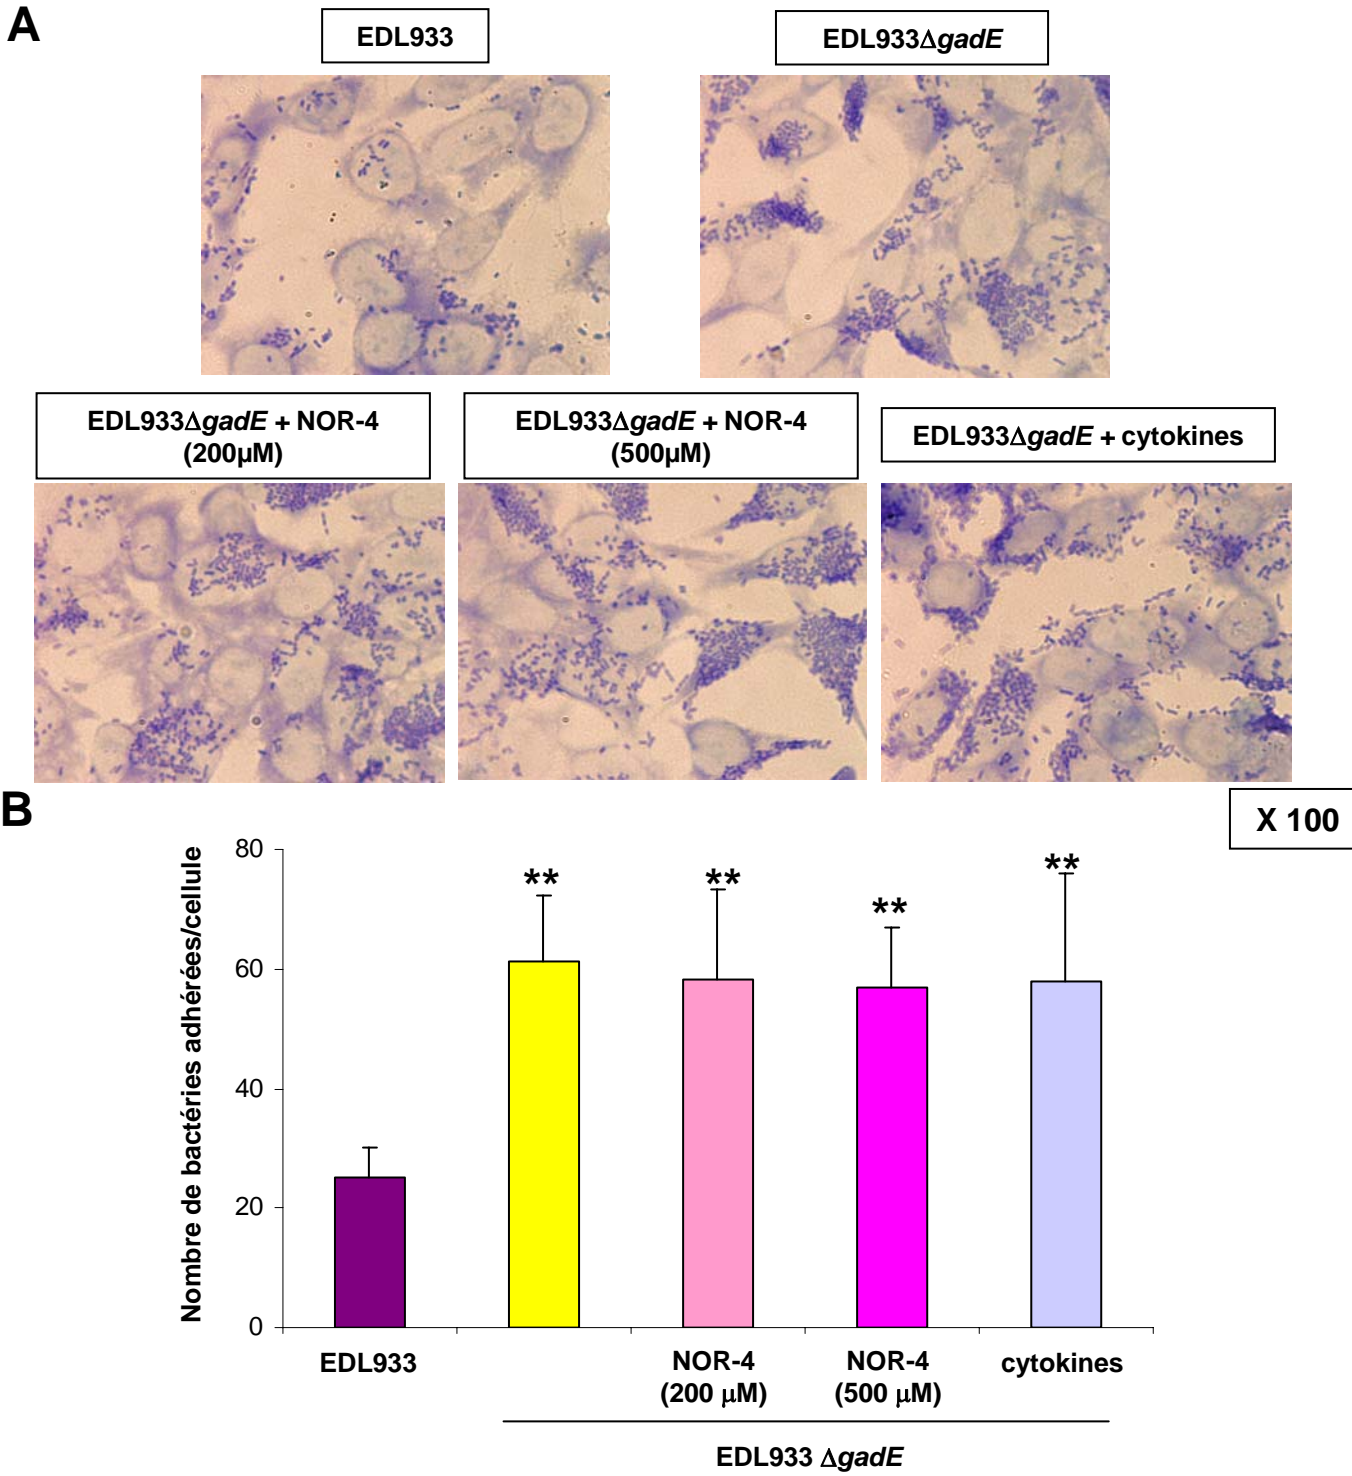 A
EDL933
EDL933ΔgadE
EDL933ΔgadE + NOR-4
(200µM)
EDL933ΔgadE + NOR-4
(500µM)
EDL933ΔgadE + cytokines
B
X 100
Nombre de bactéries adhérées/cellule
80
60
40
20
0
**
**
**
**
EDL933
NOR-4
(200 µM)
NOR-4
(500 µM)
cytokines
EDL933 ΔgadE